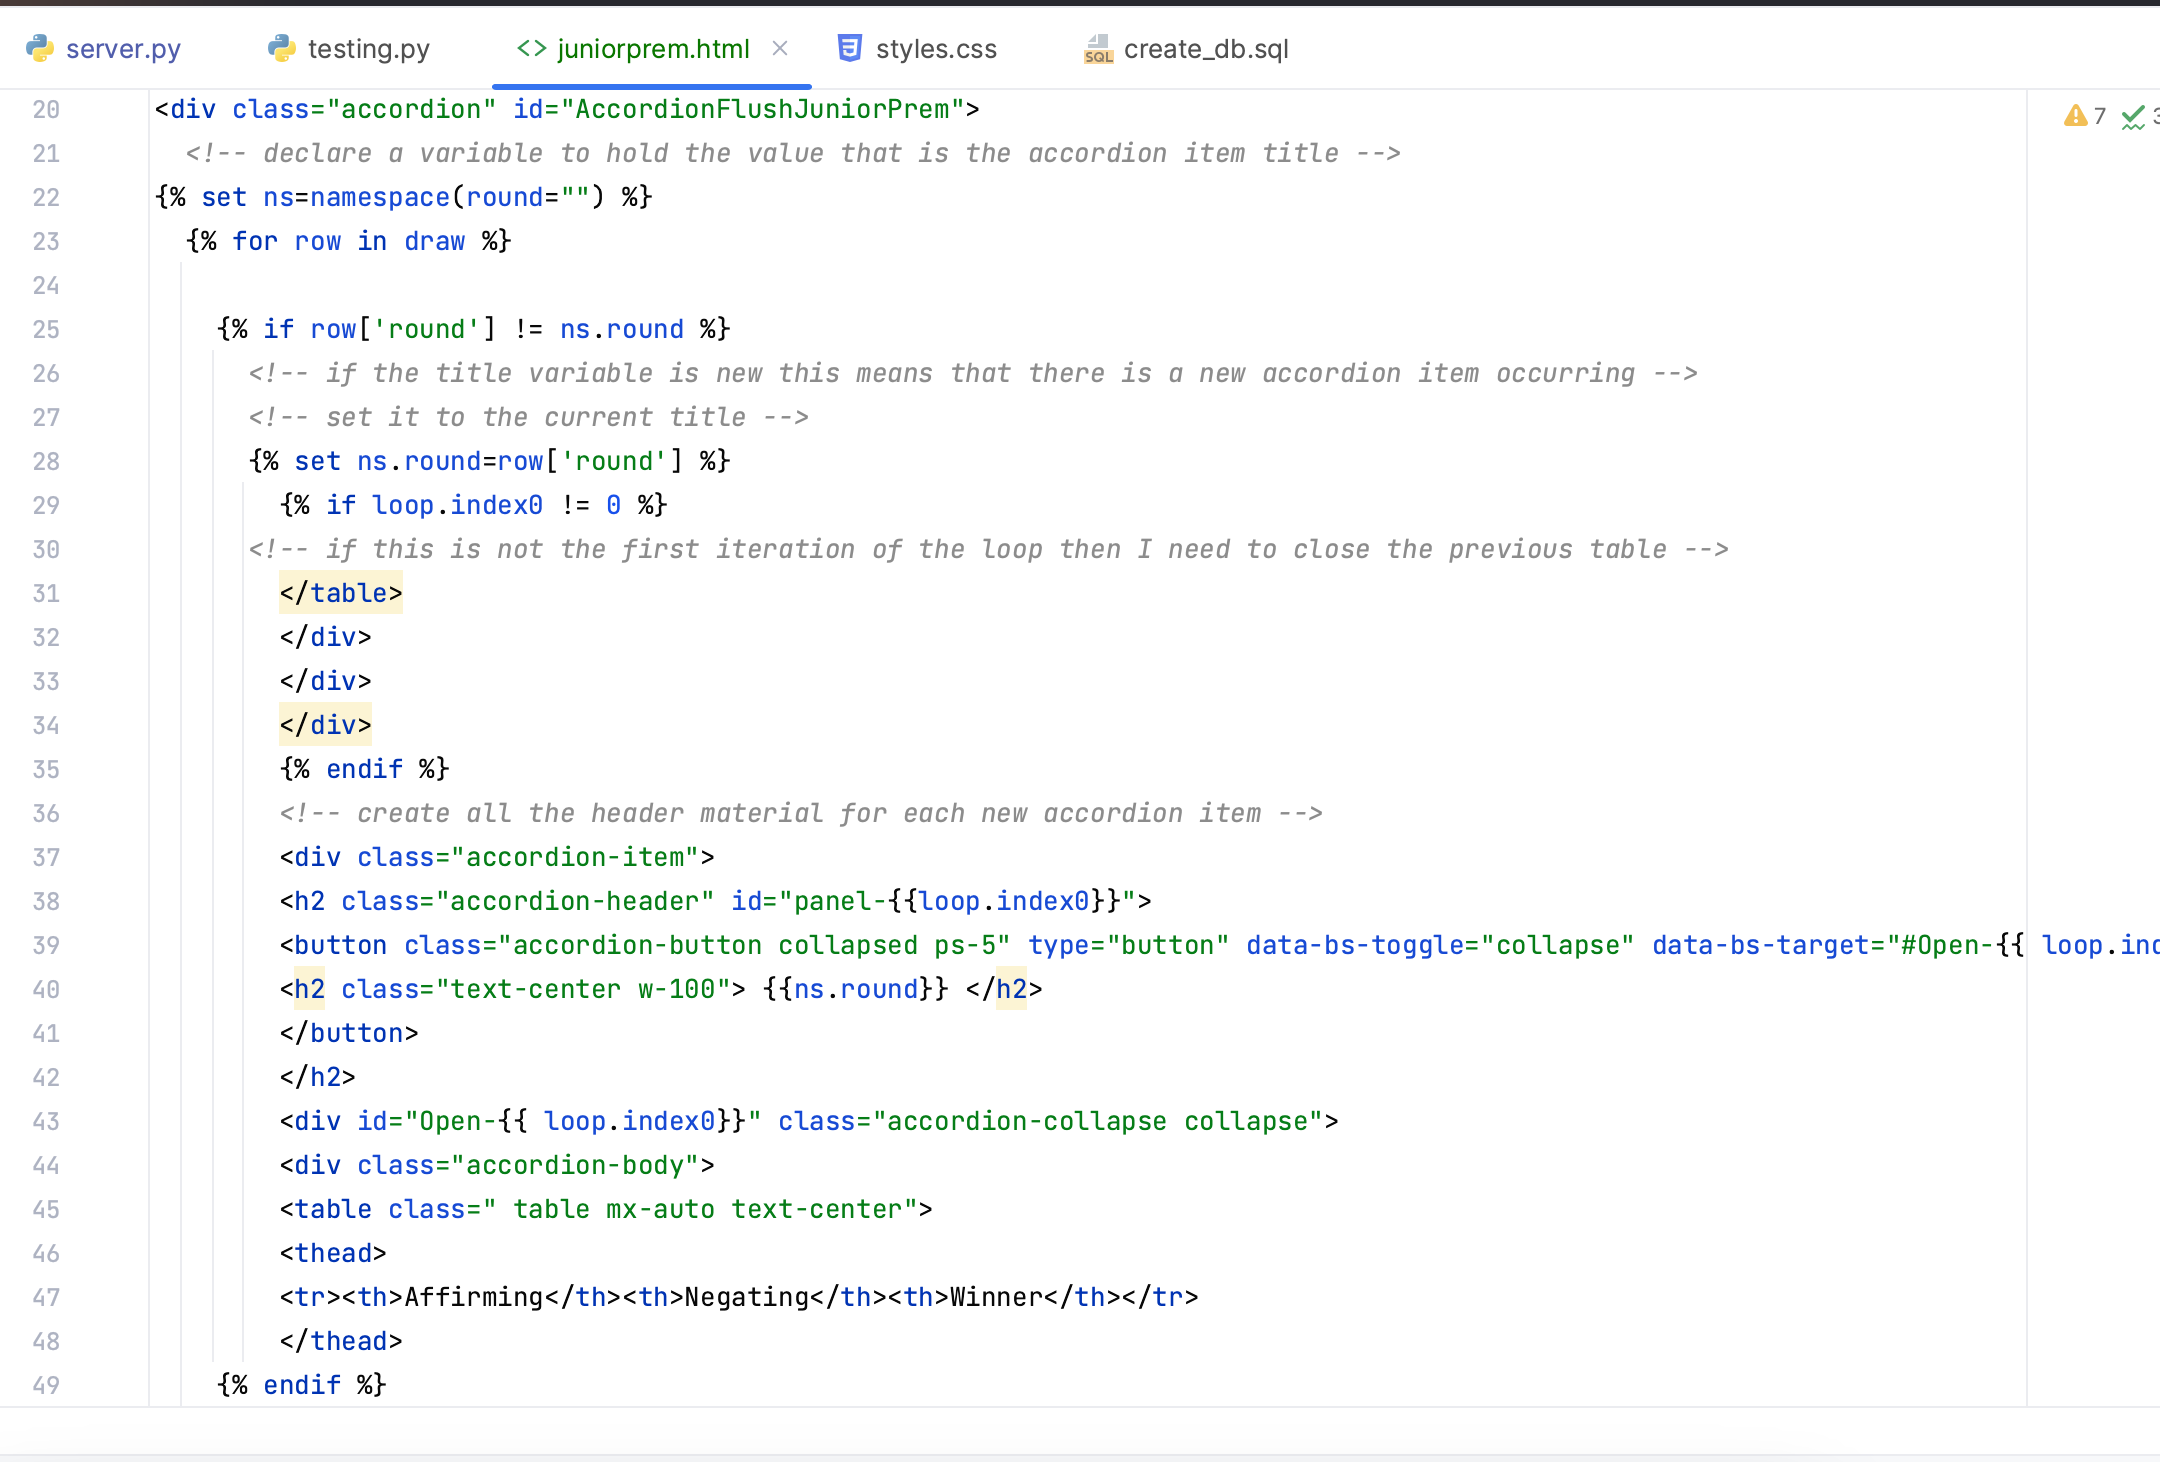 server.py testing.py <> juniorprem.html × styles.css SQL create_db.sql
20 <div class="accordion" id="AccordionFlushJuniorPrem"> 7 3
21 <!-- declare a variable to hold the value that is the accordion item title -->
22 {% set ns=namespace(round="") %}
23 {% for row in draw %}
24
25 {% if row['round'] != ns.round %}
26 <!-- if the title variable is new this means that there is a new accordion item occurring -->
27 <!-- set it to the current title -->
28 {% set ns.round=row['round'] %}
29 {% if loop.index0 != 0 %}
30 <!-- if this is not the first iteration of the loop then I need to close the previous table -->
31 </table>
32 </div>
33 </div>
34 </div>
35 {% endif %}
36 <!-- create all the header material for each new accordion item -->
37 <div class="accordion-item">
38 <h2 class="accordion-header" id="panel-{{loop.index0}}">
39 <button class="accordion-button collapsed ps-5" type="button" data-bs-toggle="collapse" data-bs-target="#Open-{{ loop.ind
40 <h2 class="text-center w-100"> {{ns.round}} </h2>
41 </button>
42 </h2>
43 <div id="Open-{{ loop.index0}}" class="accordion-collapse collapse">
44 <div class="accordion-body">
45 <table class=" table mx-auto text-center">
46 <thead>
47 <tr><th>Affirming</th><th>Negating</th><th>Winner</th></tr>
48 </thead>
49 {% endif %}